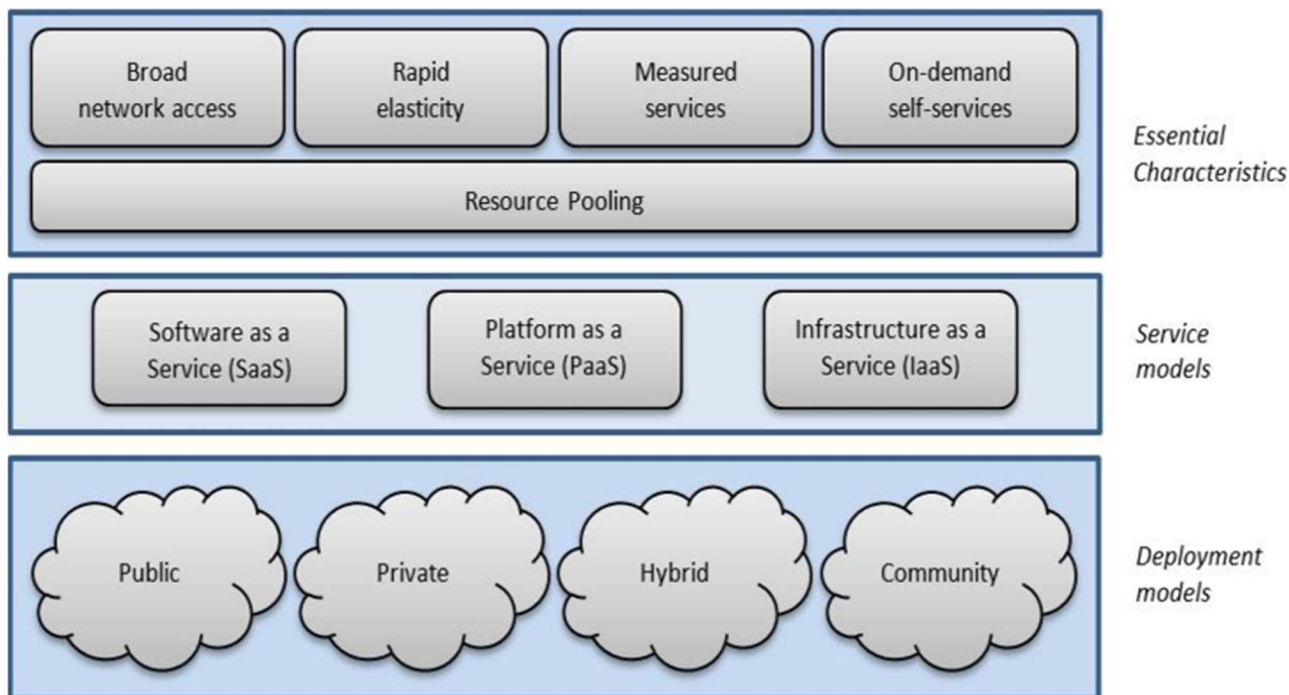 Broad
network access
Rapid
elasticity
Measured
services
On-demand
self-services
Resource Pooling
Essential
Characteristics
Software as a
Service (SaaS)
Platform as a
Service (PaaS)
Infrastructure as a
Service (IaaS)
Service
models
Public
Private
Hybrid
Community
Deployment
models